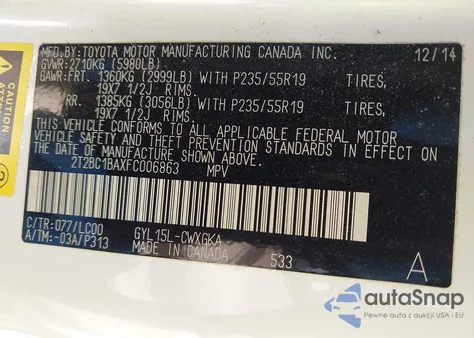 MFD.BY TOYOTA MOTOR MANUFACTURING CANADA INC. 12/14
GVWR:2710KG (5980LB)
GAWR:FRT. 1360KG (2999LB) WITH P235/55R19 TIRES,
19X7 1/2J RIMS.
RR. 1385KG (3056LB) WITH P235/55R19 TIRES,
19X7 1/2J RIMS.
THIS VEHICLE CONFORMS TO ALL APPLICABLE FEDERAL MOTOR
VEHICLE SAFETY AND BUMPER STANDARDS IN EFFECT ON THE DATE
OF MANUFACTURE SHOWN ABOVE.
2T2BC1BAXFC006863 MPV
C/TR:077/LC00 GYL15L-CWXGKA
A/TM:-03A/P313 MADE IN CANADA 533 A
CAUTION
autoSnap
Pewne auta z aukcji USA i EU